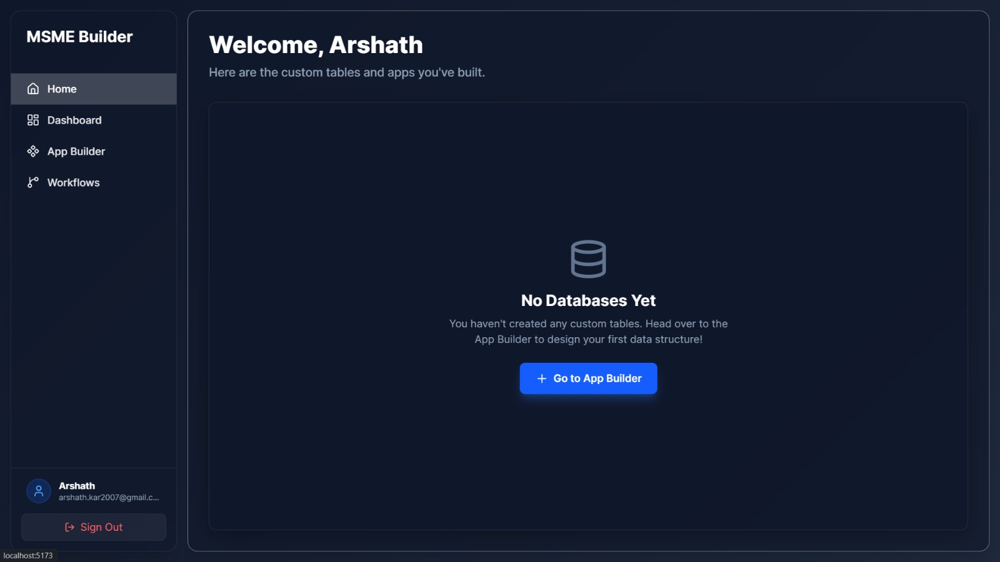 MSME Builder
Home
Dashboard
App Builder
Workflows
Arshath
arshath.kar2007@gmail.c...
Sign Out
localhost:5173
Welcome, Arshath
Here are the custom tables and apps you've built.
No Databases Yet
You haven't created any custom tables. Head over to the
App Builder to design your first data structure!
Go to App Builder